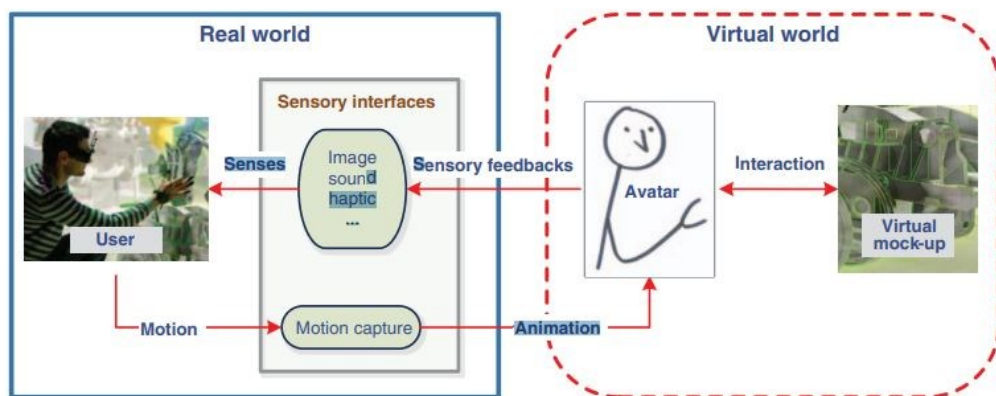 Real world
Virtual world
Sensory interfaces
Image
sound
haptic
...
Senses
Sensory feedbacks
Interaction
Avatar
User
Virtual
mock-up
Motion
Motion capture
Animation